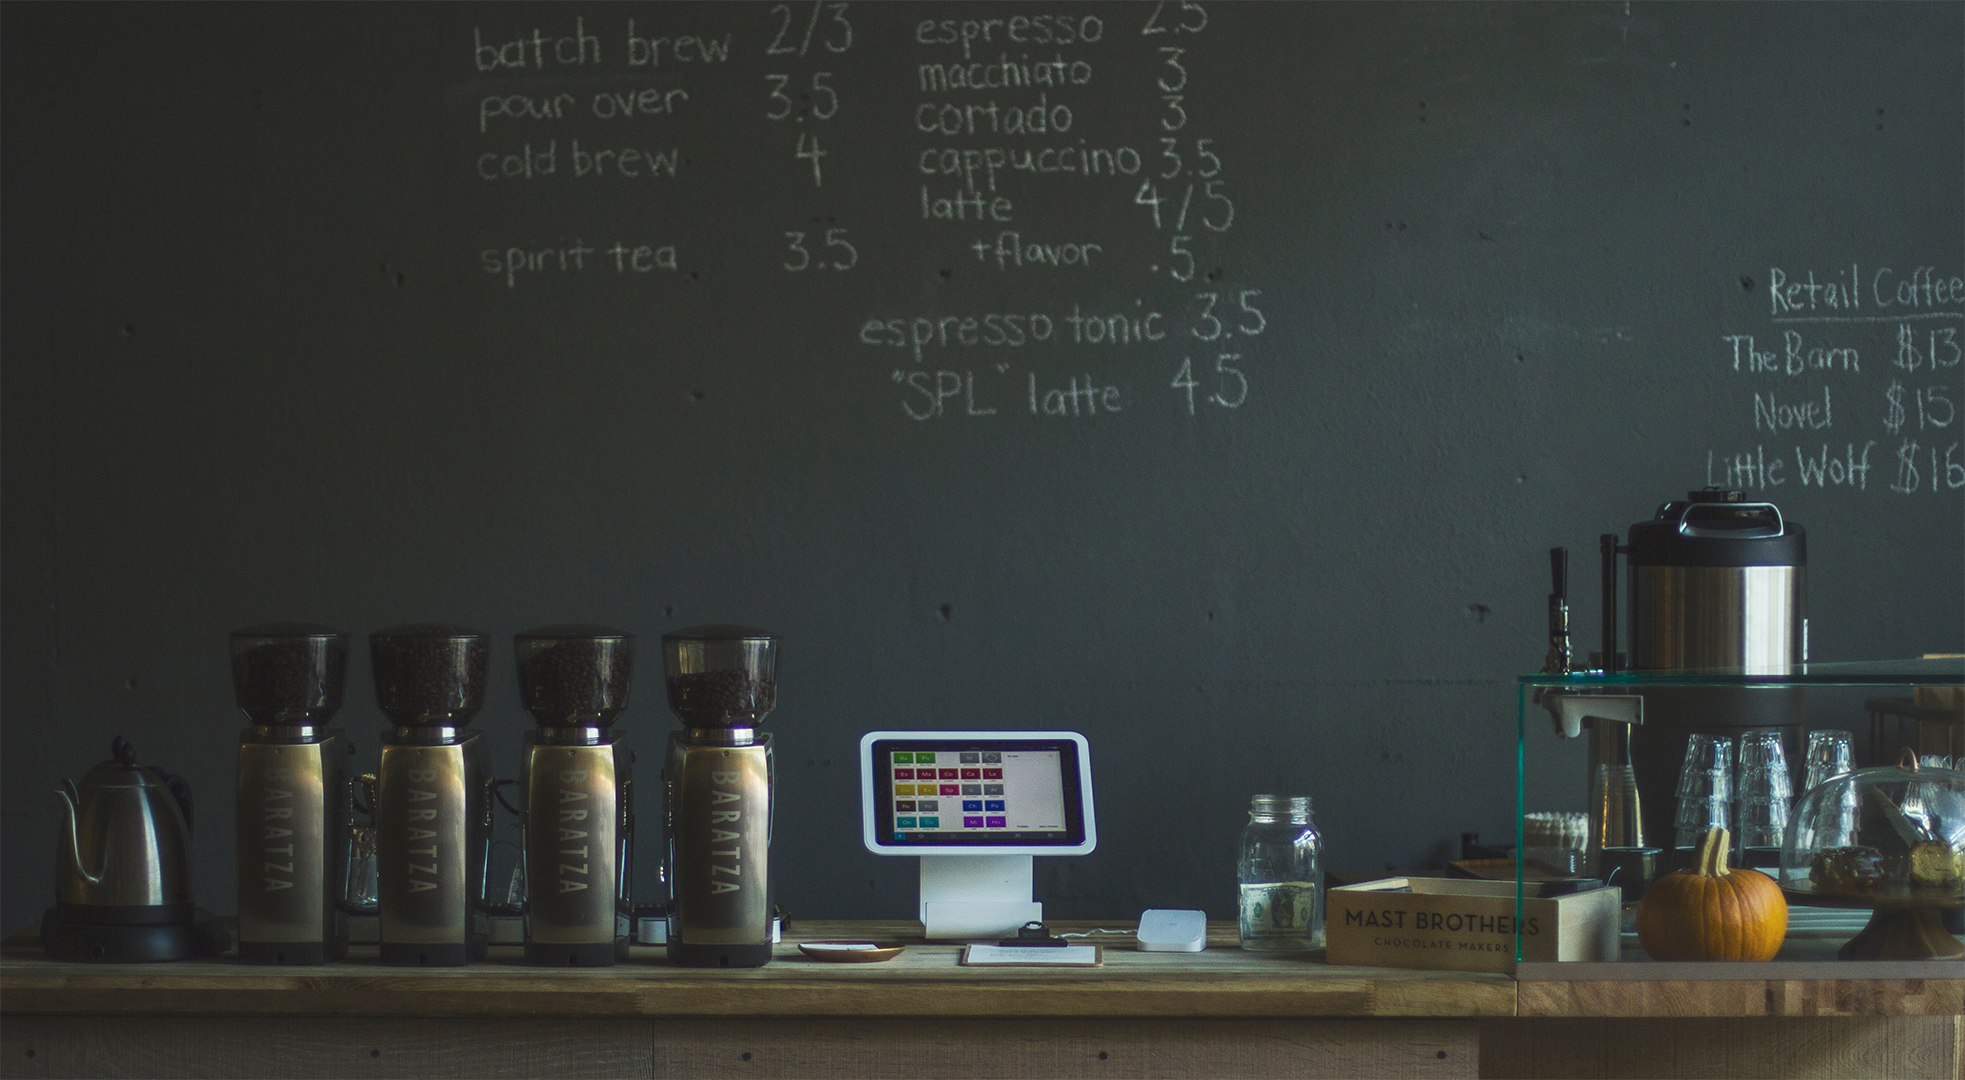 batch brew 2/3
pour over 3.5
cold brew 4
spirit tea 3.5
espresso 2.5
macchiato 3
cortado 3
cappuccino 3.5
latte 4/5
+flavor .5
espresso tonic 3.5
"SPL" latte 4.5
Retail Coffee
The Barn $13
Novel $15
Little Wolf $16
BARATZA
BARATZA
BARATZA
BARATZA
MAST BROTHERS
CHOCOLATE MAKERS